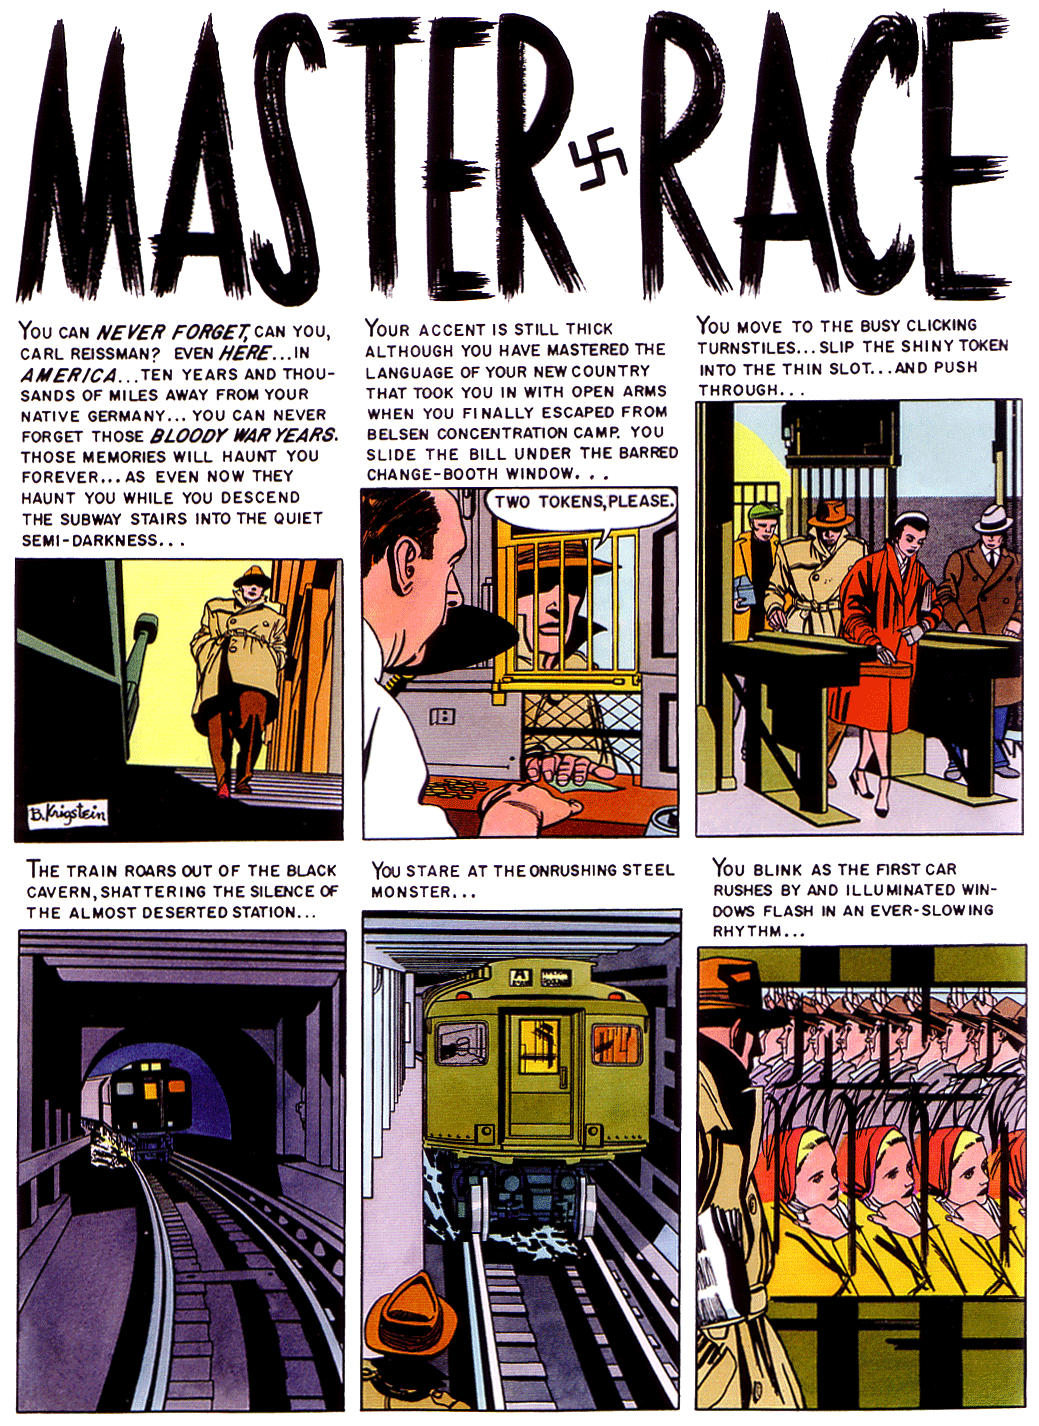 MASTER RACE
YOU CAN NEVER FORGET, CAN YOU,
CARL REISSMAN? EVEN HERE...IN
AMERICA...TEN YEARS AND THOU-
SANDS OF MILES AWAY FROM YOUR
NATIVE GERMANY... YOU CAN NEVER
FORGET THOSE BLOODY WAR YEARS.
THOSE MEMORIES WILL HAUNT YOU
FOREVER...AS EVEN NOW THEY
HAUNT YOU WHILE YOU DESCEND
THE SUBWAY STAIRS INTO THE QUIET
SEMI-DARKNESS...
B. Krigstein
YOUR ACCENT IS STILL THICK
ALTHOUGH YOU HAVE MASTERED THE
LANGUAGE OF YOUR NEW COUNTRY
THAT TOOK YOU IN WITH OPEN ARMS
WHEN YOU FINALLY ESCAPED FROM
BELSEN CONCENTRATION CAMP. YOU
SLIDE THE BILL UNDER THE BARRED
CHANGE-BOOTH WINDOW...
TWO TOKENS, PLEASE.
YOU MOVE TO THE BUSY CLICKING
TURNSTILES...SLIP THE SHINY TOKEN
INTO THE THIN SLOT...AND PUSH
THROUGH...
THE TRAIN ROARS OUT OF THE BLACK
CAVERN, SHATTERING THE SILENCE OF
THE ALMOST DESERTED STATION...
YOU STARE AT THE ONRUSHING STEEL
MONSTER...
A
YOU BLINK AS THE FIRST CAR
RUSHES BY AND ILLUMINATED WIN-
DOWS FLASH IN AN EVER-SLOWING
RHYTHM...